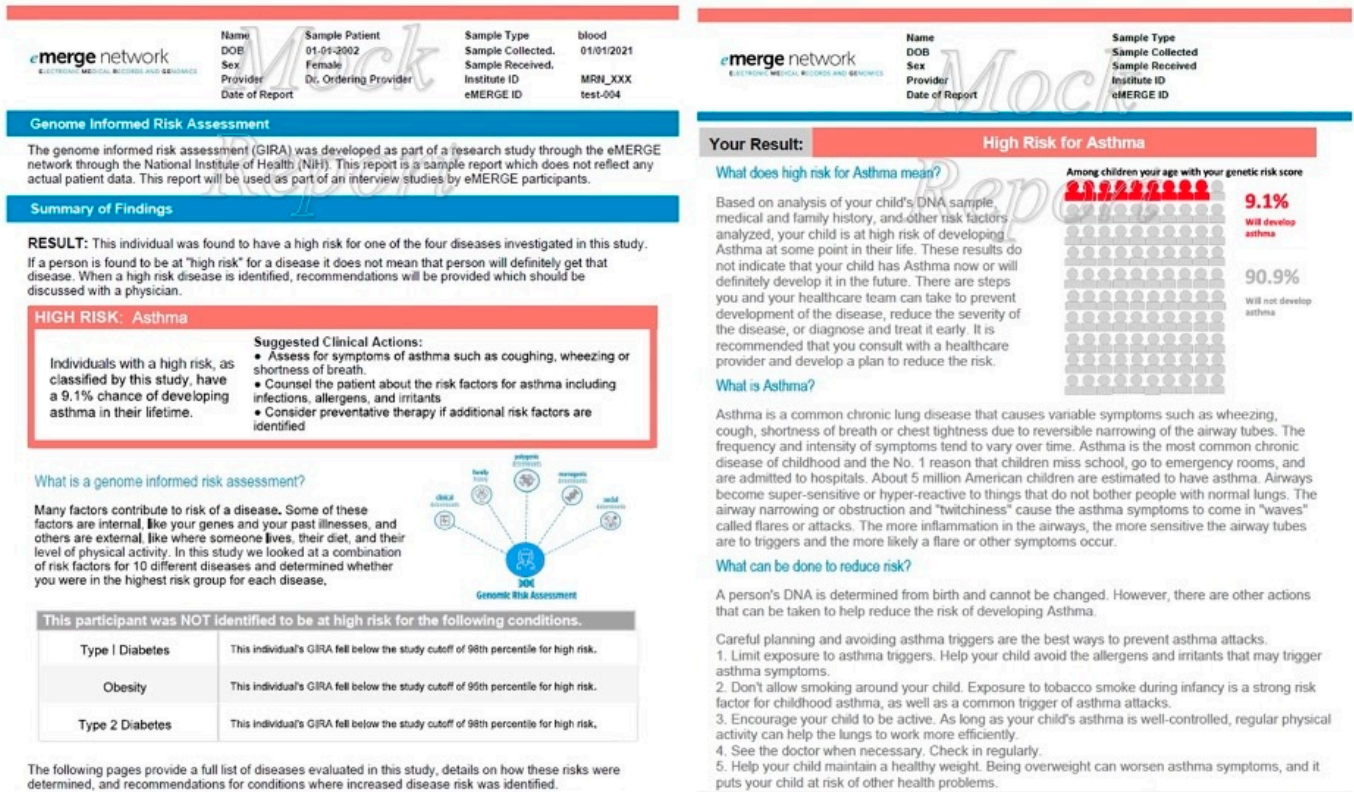 emerge network
ELECTRONIC MEDICAL RECORDS AND GENOMICS
Name Sample Patient
DOB 01-01-2002
Sex Female
Provider Dr. Ordering Provider
Date of Report
Sample Type blood
Sample Collected. 01/01/2021
Sample Received.
Institute ID MRN_XXX
eMERGE ID test-004
Mock
Report
Genome Informed Risk Assessment
The genome informed risk assessment (GIRA) was developed as part of a research study through the eMERGE
network through the National Institute of Health (NIH). This report is a sample report which does not reflect any
actual patient data. This report will be used as part of an interview studies by eMERGE participants.
Summary of Findings
RESULT: This individual was found to have a high risk for one of the four diseases investigated in this study.
If a person is found to be at "high risk" for a disease it does not mean that person will definitely get that
disease. When a high risk disease is identified, recommendations will be provided which should be
discussed with a physician.
HIGH RISK: Asthma
Individuals with a high risk, as
classified by this study, have
a 9.1% chance of developing
asthma in their lifetime.
Suggested Clinical Actions:
● Assess for symptoms of asthma such as coughing, wheezing or
shortness of breath.
● Counsel the patient about the risk factors for asthma including
infections, allergens, and irritants
● Consider preventative therapy if additional risk factors are
identified
What is a genome informed risk assessment?
Many factors contribute to risk of a disease. Some of these
factors are internal, like your genes and your past illnesses, and
others are external, like where someone lives, their diet, and their
level of physical activity. In this study we looked at a combination
of risk factors for 10 different diseases and determined whether
you were in the highest risk group for each disease.
clinical
determinants
family
history
polygenic
determinants
monogenic
determinants
social
determinants
Genomic Risk Assessment
This participant was NOT identified to be at high risk for the following conditions.
Type I Diabetes This individual's GIRA fell below the study cutoff of 98th percentile for high risk.
Obesity This individual's GIRA fell below the study cutoff of 95th percentile for high risk.
Type 2 Diabetes This individual's GIRA fell below the study cutoff of 98th percentile for high risk.
The following pages provide a full list of diseases evaluated in this study, details on how these risks were
determined, and recommendations for conditions where increased disease risk was identified.
emerge network
ELECTRONIC MEDICAL RECORDS AND GENOMICS
Name
DOB
Sex
Provider
Date of Report
Sample Type
Sample Collected
Sample Received
Institute ID
eMERGE ID
Mock
Report
Your Result: High Risk for Asthma
What does high risk for Asthma mean?
Based on analysis of your child's DNA sample,
medical and family history, and other risk factors
analyzed, your child is at high risk of developing
Asthma at some point in their life. These results do
not indicate that your child has Asthma now or will
definitely develop it in the future. There are steps
you and your healthcare team can take to prevent
development of the disease, reduce the severity of
the disease, or diagnose and treat it early. It is
recommended that you consult with a healthcare
provider and develop a plan to reduce the risk.
Among children your age with your genetic risk score
9.1%
Will develop
asthma
90.9%
Will not develop
asthma
What is Asthma?
Asthma is a common chronic lung disease that causes variable symptoms such as wheezing,
cough, shortness of breath or chest tightness due to reversible narrowing of the airway tubes. The
frequency and intensity of symptoms tend to vary over time. Asthma is the most common chronic
disease of childhood and the No. 1 reason that children miss school, go to emergency rooms, and
are admitted to hospitals. About 5 million American children are estimated to have asthma. Airways
become super-sensitive or hyper-reactive to things that do not bother people with normal lungs. The
airway narrowing or obstruction and "twitchiness" cause the asthma symptoms to come in "waves"
called flares or attacks. The more inflammation in the airways, the more sensitive the airway tubes
are to triggers and the more likely a flare or other symptoms occur.
What can be done to reduce risk?
A person's DNA is determined from birth and cannot be changed. However, there are other actions
that can be taken to help reduce the risk of developing Asthma.
Careful planning and avoiding asthma triggers are the best ways to prevent asthma attacks.
1. Limit exposure to asthma triggers. Help your child avoid the allergens and irritants that may trigger
asthma symptoms.
2. Don't allow smoking around your child. Exposure to tobacco smoke during infancy is a strong risk
factor for childhood asthma, as well as a common trigger of asthma attacks.
3. Encourage your child to be active. As long as your child's asthma is well-controlled, regular physical
activity can help the lungs to work more efficiently.
4. See the doctor when necessary. Check in regularly.
5. Help your child maintain a healthy weight. Being overweight can worsen asthma symptoms, and it
puts your child at risk of other health problems.